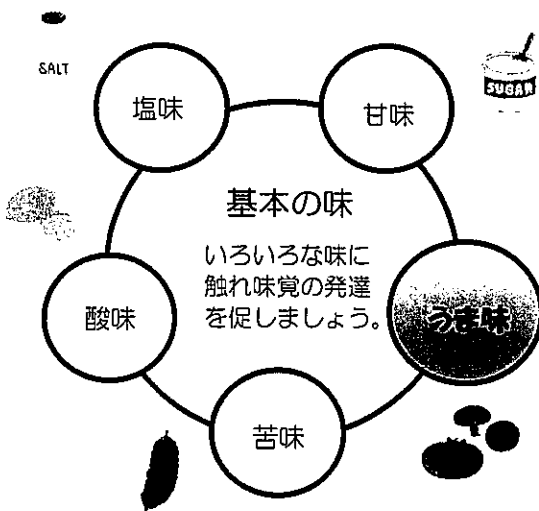 SALT
塩味
甘味
SUGAR
基本の味
いろいろな味に
触れ味覚の発達
を促しましょう。
酸味
うま味
苦味